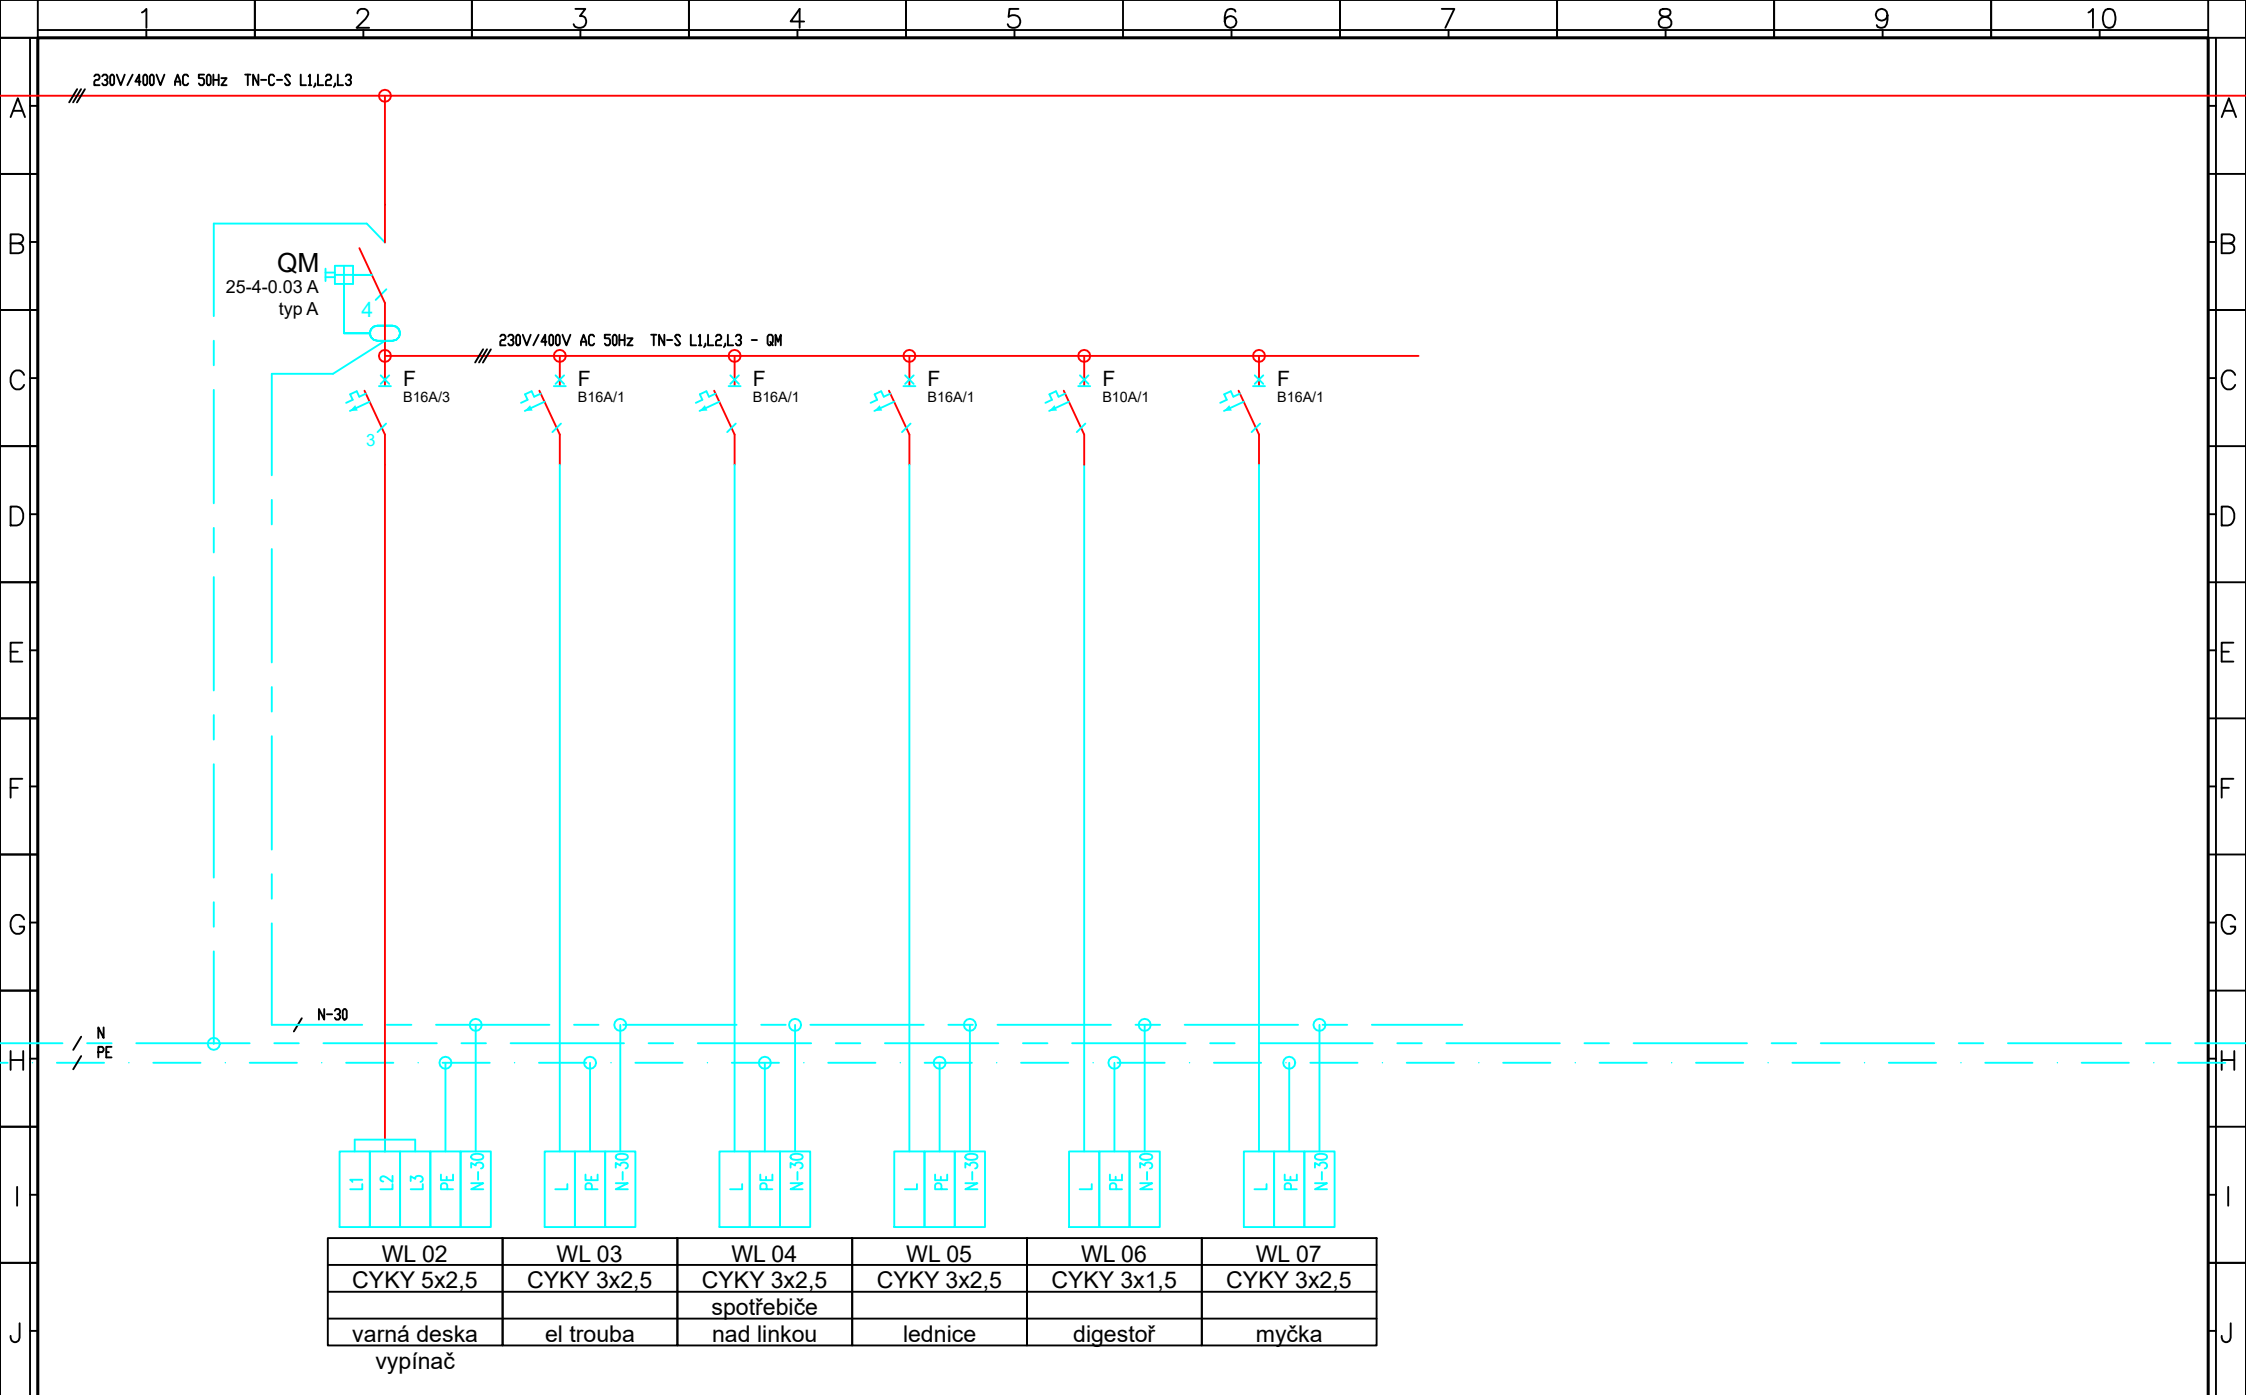 1 2 3 4 5 6 7 8 9 10
230V/400V AC 50Hz TN-C-S L1,L2,L3
A A
B B
QM
25-4-0.03 A
typ A
4
230V/400V AC 50Hz TN-S L1,L2,L3 - QM
C C
F F F F F F
B16A/3 B16A/1 B16A/1 B16A/1 B10A/1 B16A/1
3
D D
E E
F F
G G
N-30
N
PE
H H
L1 L2 L3 PE N-30 L PE N-30 L PE N-30 L PE N-30 L PE N-30 L PE N-30
I I
WL 02 WL 03 WL 04 WL 05 WL 06 WL 07
CYKY 5x2,5 CYKY 3x2,5 CYKY 3x2,5 CYKY 3x2,5 CYKY 3x1,5 CYKY 3x2,5
spotřebiče
J varná deska el trouba nad linkou lednice digestoř myčka J
vypínač